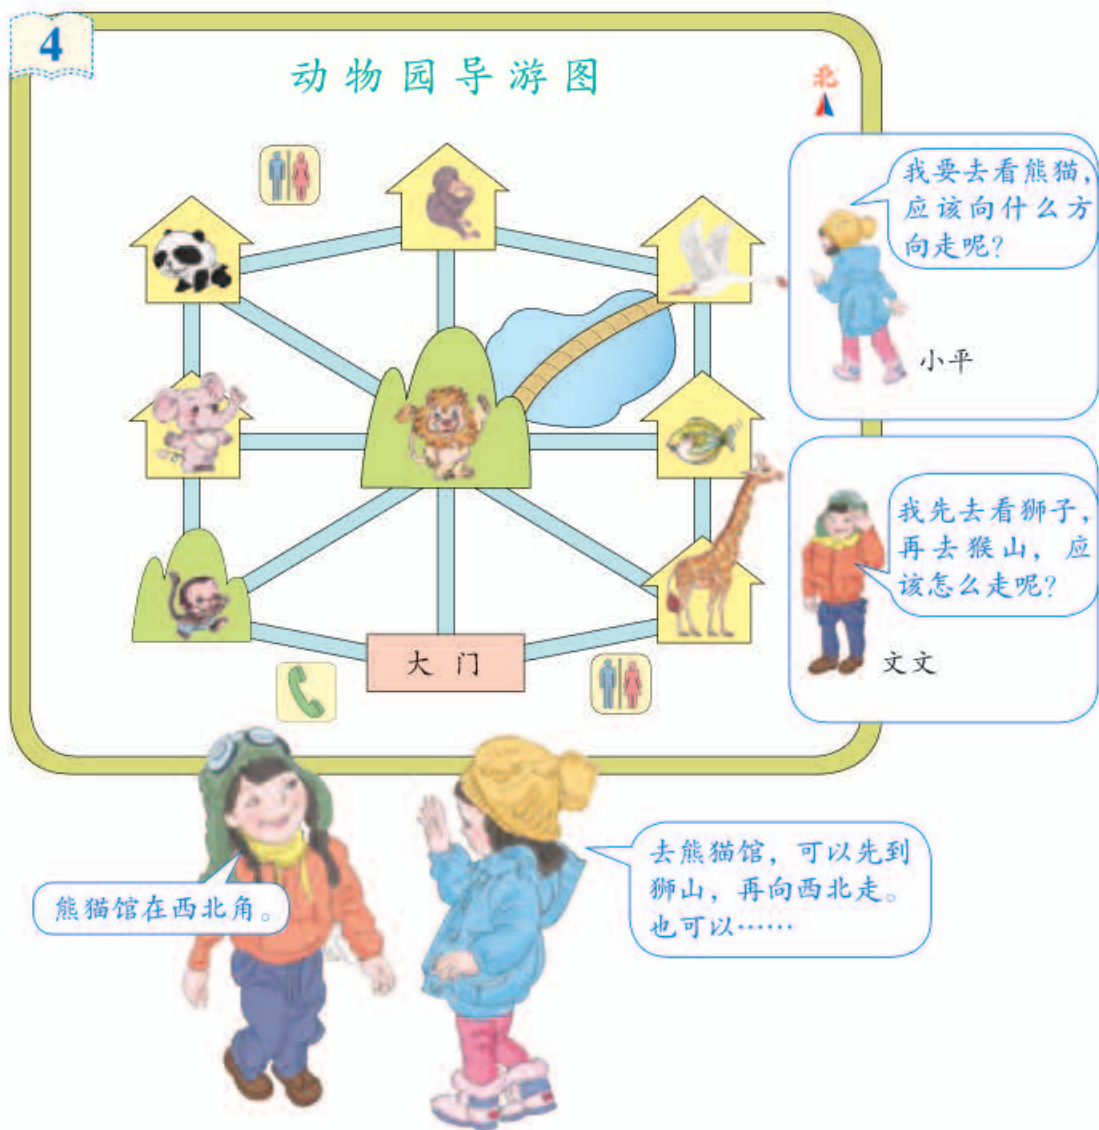 4
动物园导游图
北
我要去看熊猫，
应该向什么方
向走呢？
小平
我先去看狮子，
再去猴山，应
该怎么走呢？
文文
大门
熊猫馆在西北角。
去熊猫馆，可以先到
狮山，再向西北走。
也可以……